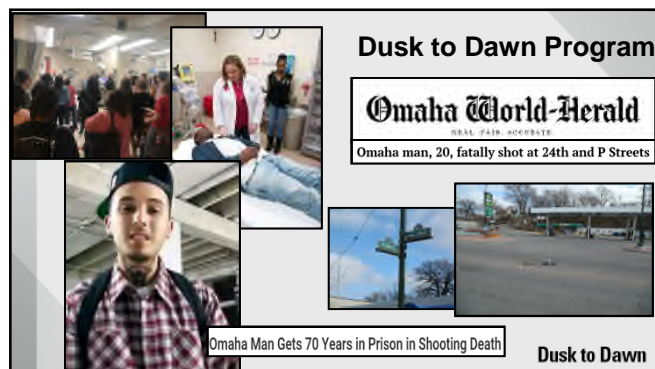 Dusk to Dawn Program
Omaha World-Herald
REAL. FAIR. ACCURATE.
Omaha man, 20, fatally shot at 24th and P Streets
Omaha Man Gets 70 Years in Prison in Shooting Death
Dusk to Dawn